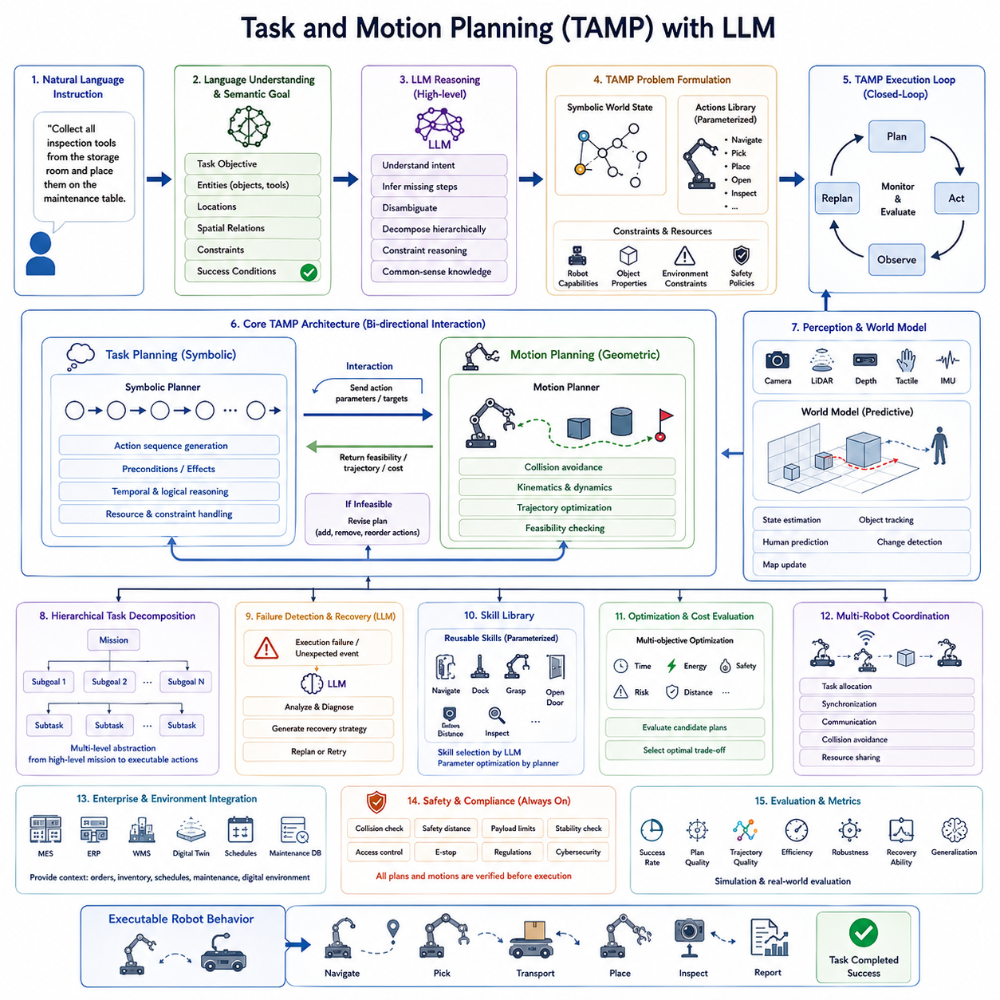 Task and Motion Planning (TAMP) with LLM
1. Natural Language
Instruction
"Collect all
inspection tools
from the storage
room and place
them on the
maintenance table.
2. Language Understanding
& Semantic Goal
Task Objective
Entities (objects, tools)
Locations
Spatial Relations
Constraints
Success Conditions
3. LLM Reasoning
(High-level)
LLM
Understand intent
Infer missing steps
Disambiguate
Decompose hierarchically
Constraint reasoning
Common-sense knowledge
4. TAMP Problem Formulation
Symbolic World State
Actions Library
(Parameterized)
• Navigate
• Pick
• Place
• Open
• Inspect
• ...
Constraints & Resources
Robot
Capabilities
Object
Properties
Environment
Constraints
Safety
Policies
5. TAMP Execution Loop
(Closed-Loop)
Plan
Replan
Monitor
&
Evaluate
Act
Observe
6. Core TAMP Architecture (Bi-directional Interaction)
Task Planning (Symbolic)
Symbolic Planner
...
Action sequence generation
Preconditions / Effects
Temporal & logical reasoning
Resource & constraint handling
Interaction
Send action
parameters / targets
Return feasibility /
trajectory / cost
If Infeasible
Revise plan
(add, remove, reorder actions)
Motion Planning (Geometric)
Motion Planner
Collision avoidance
Kinematics & dynamics
Trajectory optimization
Feasibility checking
7. Perception & World Model
Camera
LiDAR
Depth
Tactile
IMU
World Model (Predictive)
State estimation
Object tracking
Human prediction
Change detection
Map update
8. Hierarchical Task Decomposition
Mission
Subgoal 1
Subgoal 2
...
Subgoal N
Subtask
Subtask
...
Subtask
Multi-level abstraction
from high-level mission to executable actions
9. Failure Detection & Recovery (LLM)
Execution failure /
Unexpected event
LLM
Analyze & Diagnose
Generate recovery strategy
Replan or Retry
10. Skill Library
Reusable Skills (Parameterized)
Navigate
Dock
Grasp
Open
Door
Distance
Inspect
...
Skill selection by LLM
Parameter optimization by planner
11. Optimization & Cost Evaluation
Multi-objective Optimization
Time
Energy
Safety
Risk
Distance
...
Evaluate candidate plans
Select optimal trade-off
12. Multi-Robot Coordination
Task allocation
Synchronization
Communication
Collision avoidance
Resource sharing
13. Enterprise & Environment Integration
MES
ERP
WMS
Digital Twin
Schedules
Maintenance DB
Provide context: orders, inventory, schedules, maintenance, digital environment
14. Safety & Compliance (Always On)
Collision check
Safety distance
Payload limits
Stability check
Access control
E-stop
Regulations
Cybersecurity
All plans and motions are verified before execution
15. Evaluation & Metrics
Success
Rate
Plan
Quality
Trajectory
Quality
Efficiency
Robustness
Recovery
Ability
Generalization
Simulation & real-world evaluation
Executable Robot Behavior
Navigate
Pick
Transport
Place
Inspect
Report
Task Completed
Success